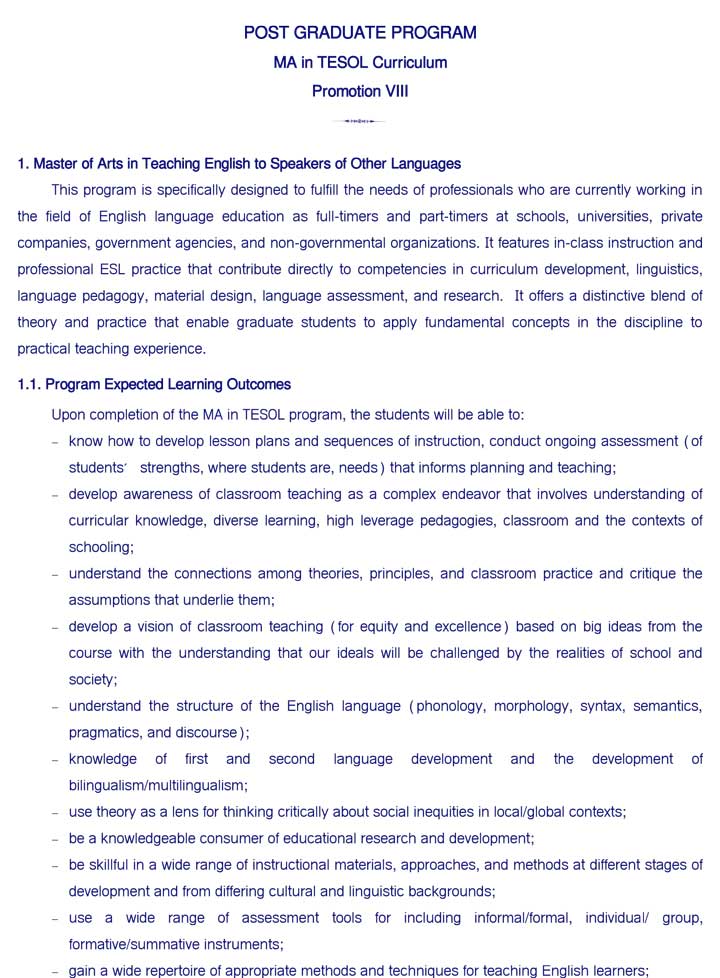 POST GRADUATE PROGRAM
MA in TESOL Curriculum
Promotion VIII
1. Master of Arts in Teaching English to Speakers of Other Languages
This program is specifically designed to fulfill the needs of professionals who are currently working in
the field of English language education as full-timers and part-timers at schools, universities, private
companies, government agencies, and non-governmental organizations. It features in-class instruction and
professional ESL practice that contribute directly to competencies in curriculum development, linguistics,
language pedagogy, material design, language assessment, and research. It offers a distinctive blend of
theory and practice that enable graduate students to apply fundamental concepts in the discipline to
practical teaching experience.
1.1. Program Expected Learning Outcomes
Upon completion of the MA in TESOL program, the students will be able to:
– know how to develop lesson plans and sequences of instruction, conduct ongoing assessment (of
students´ strengths, where students are, needs) that informs planning and teaching;
– develop awareness of classroom teaching as a complex endeavor that involves understanding of
curricular knowledge, diverse learning, high leverage pedagogies, classroom and the contexts of
schooling;
– understand the connections among theories, principles, and classroom practice and critique the
assumptions that underlie them;
– develop a vision of classroom teaching (for equity and excellence) based on big ideas from the
course with the understanding that our ideals will be challenged by the realities of school and
society;
– understand the structure of the English language (phonology, morphology, syntax, semantics,
pragmatics, and discourse);
– knowledge of first and second language development and the development of
bilingualism/multilingualism;
– use theory as a lens for thinking critically about social inequities in local/global contexts;
– be a knowledgeable consumer of educational research and development;
– be skillful in a wide range of instructional materials, approaches, and methods at different stages of
development and from differing cultural and linguistic backgrounds;
– use a wide range of assessment tools for including informal/formal, individual/ group,
formative/summative instruments;
– gain a wide repertoire of appropriate methods and techniques for teaching English learners;